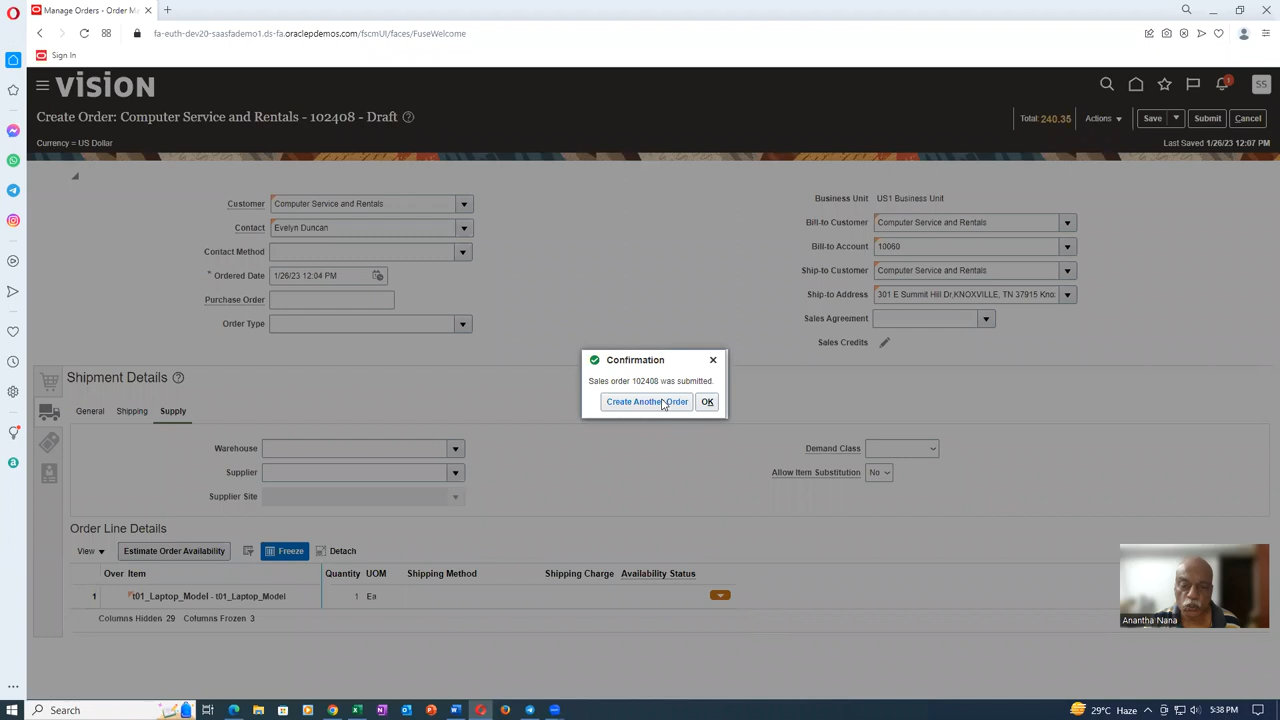 Manage Orders - Order M
fa-euth-dev20-saasfademo1.ds-fa.oraclepdemos.com/fscmUI/faces/FuseWelcome
Sign In
VISION
1
SS
Create Order: Computer Service and Rentals - 102408 - Draft
Total: 240.35
Actions
Save
Submit
Cancel
Currency = US Dollar
Last Saved 1/26/23 12:07 PM
Customer Computer Service and Rentals
Contact Evelyn Duncan
Contact Method
* Ordered Date 1/26/23 12:04 PM
Purchase Order
Order Type
Business Unit US1 Business Unit
Bill-to Customer Computer Service and Rentals
Bill-to Account 10060
Ship-to Customer Computer Service and Rentals
Ship-to Address 301 E Summit Hill Dr,KNOXVILLE, TN 37915 Kno
Sales Agreement
Sales Credits
Confirmation
Sales order 102408 was submitted.
Create Another Order
OK
Shipment Details
General Shipping Supply
Warehouse
Supplier
Supplier Site
Demand Class
Allow Item Substitution No
Order Line Details
View Estimate Order Availability Freeze Detach
Over Item Quantity UOM Shipping Method Shipping Charge Availability Status
1 t01_Laptop_Model - t01_Laptop_Model 1 Ea
Columns Hidden 29 Columns Frozen 3
Anantha Nana
Search
29°C Haze
5:38 PM